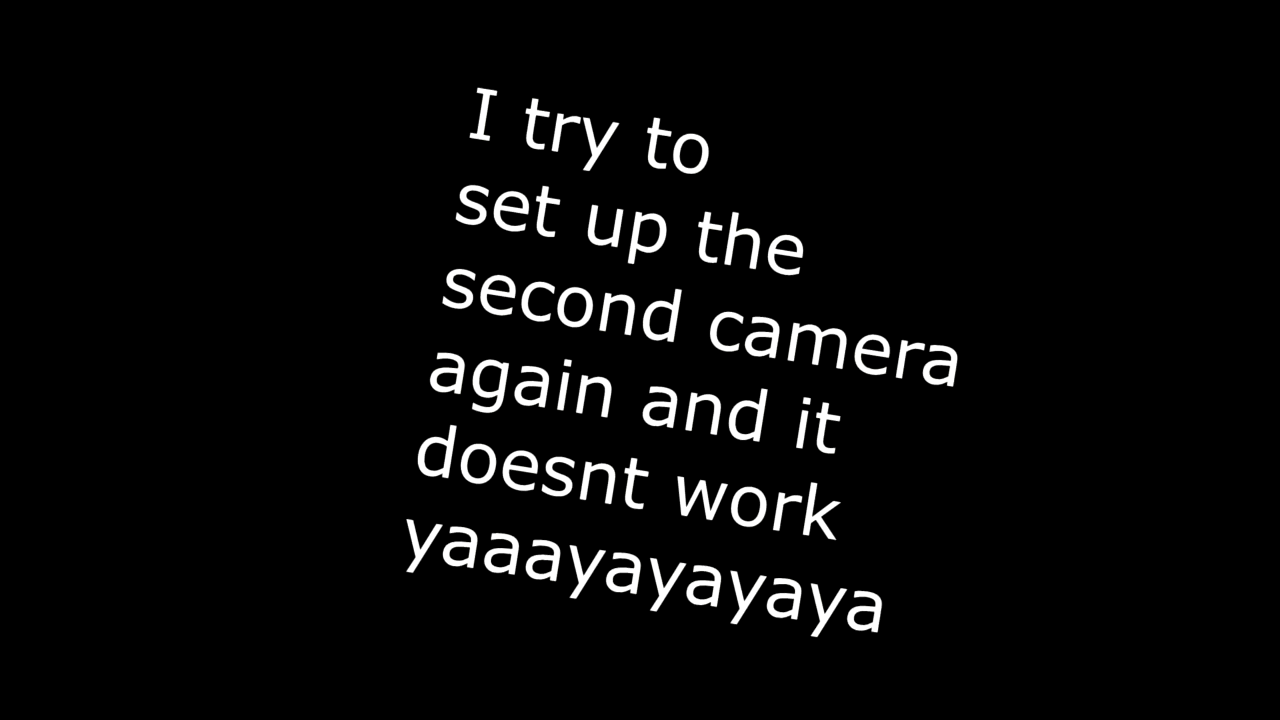 I try to
set up the
second camera
again and it
doesnt work
yaaayayayaya